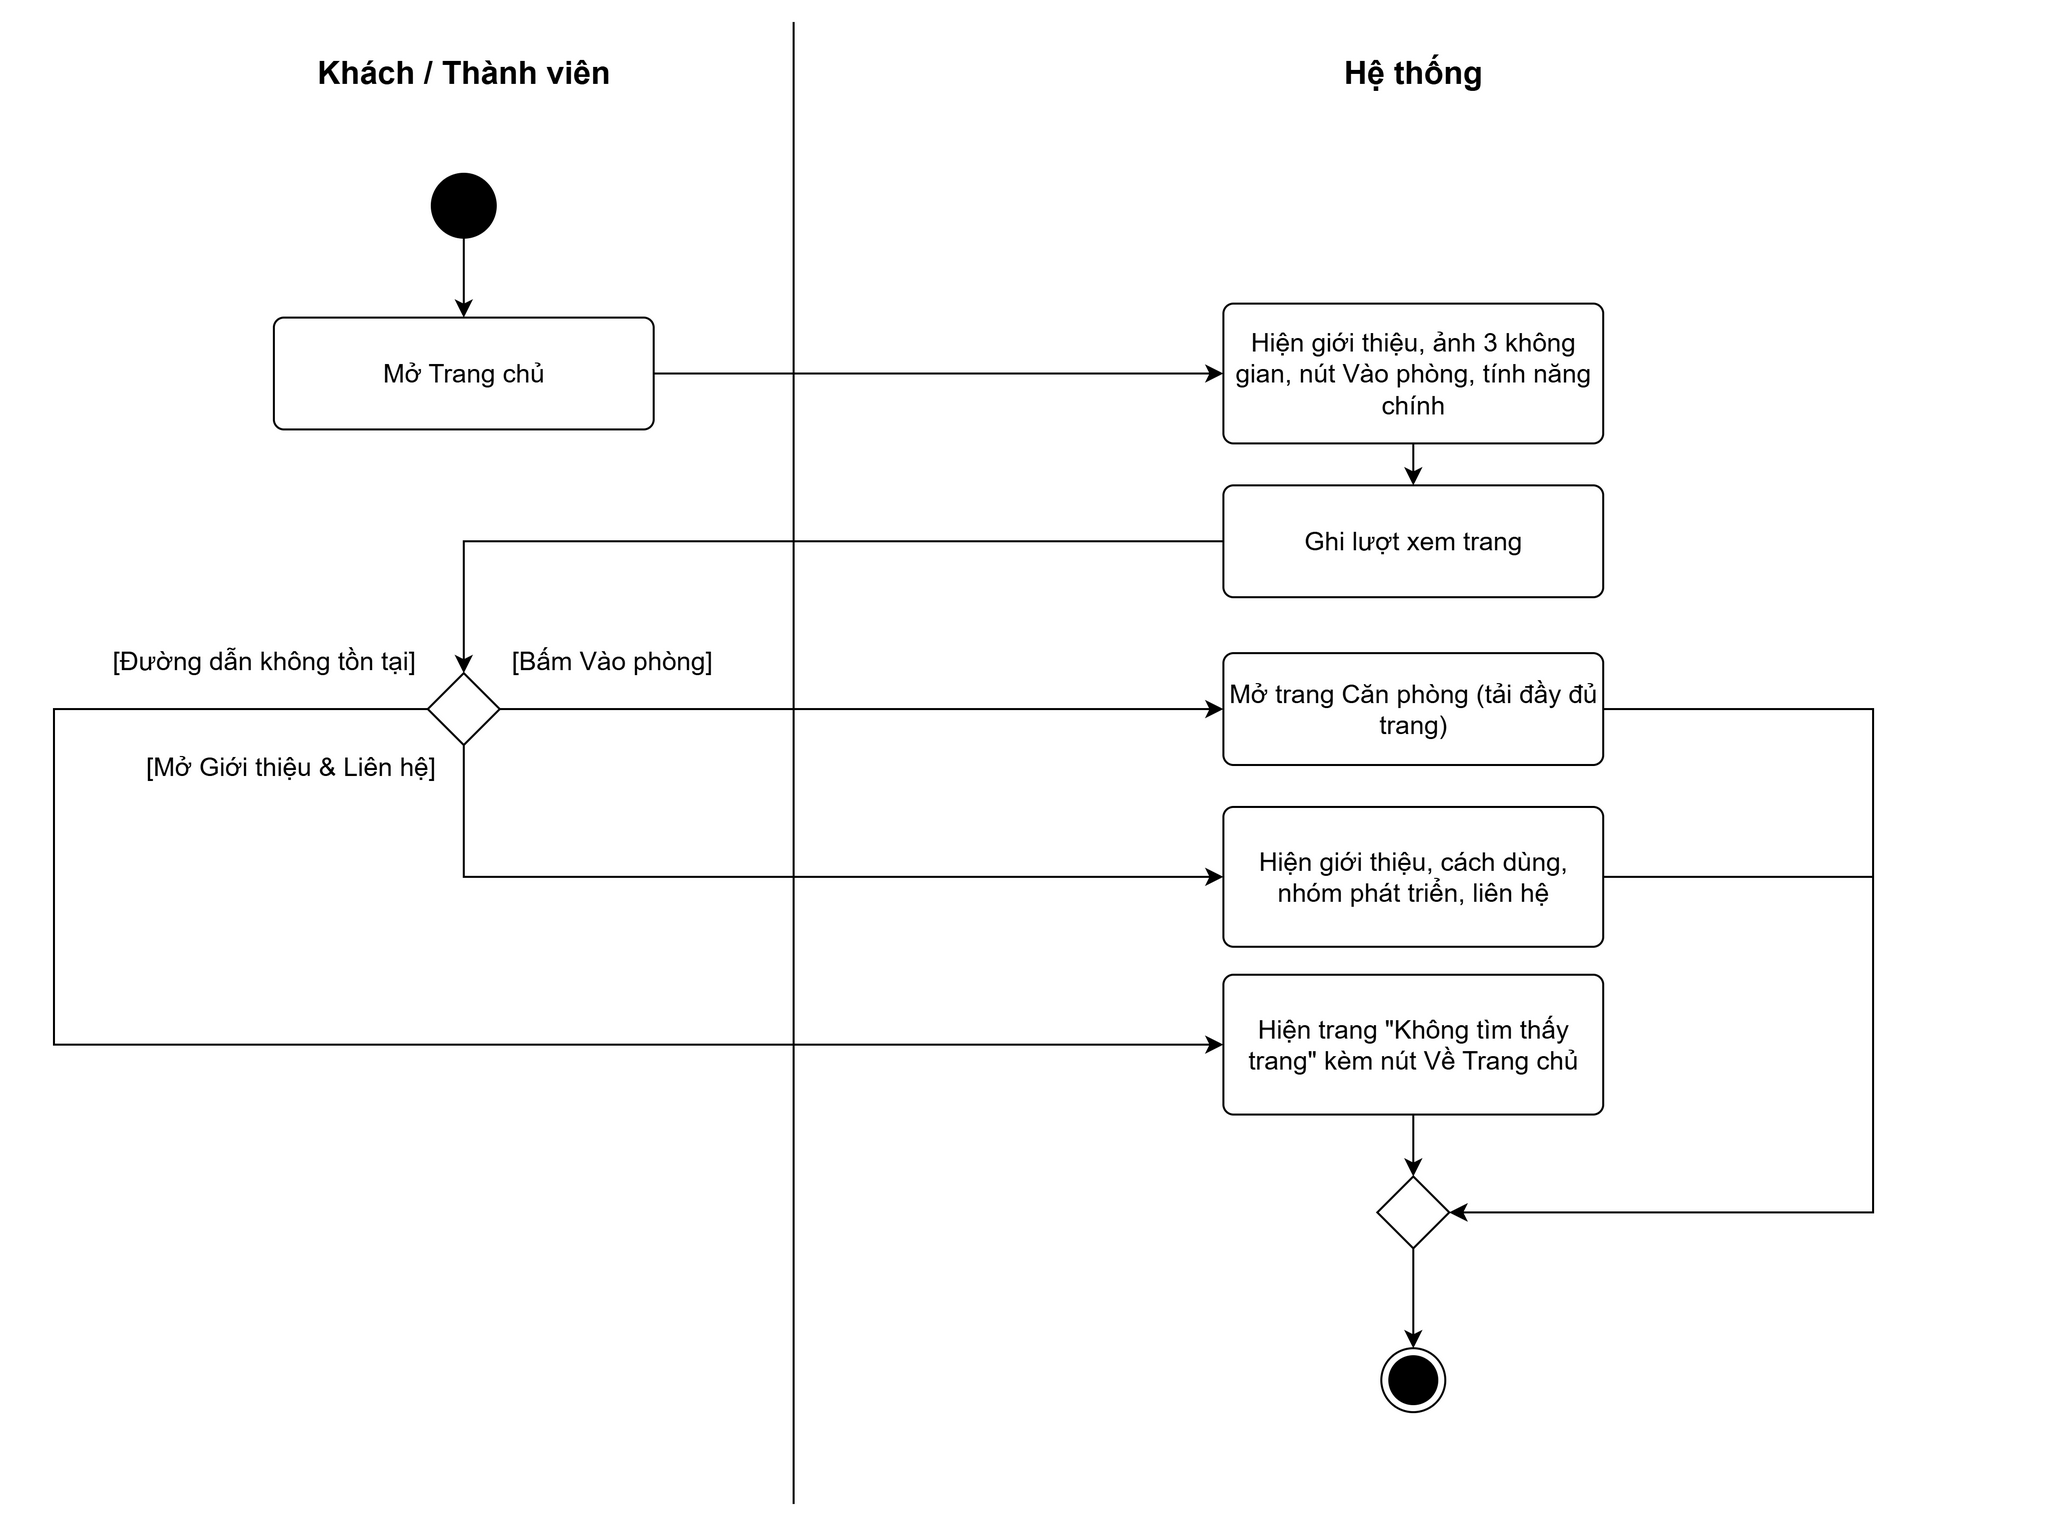 Khách / Thành viên
Hệ thống
Mở Trang chủ
Hiện giới thiệu, ảnh 3 không
gian, nút Vào phòng, tính năng
chính
Ghi lượt xem trang
[Đường dẫn không tồn tại]
[Bấm Vào phòng]
Mở trang Căn phòng (tải đầy đủ
trang)
[Mở Giới thiệu & Liên hệ]
Hiện giới thiệu, cách dùng,
nhóm phát triển, liên hệ
Hiện trang "Không tìm thấy
trang" kèm nút Về Trang chủ